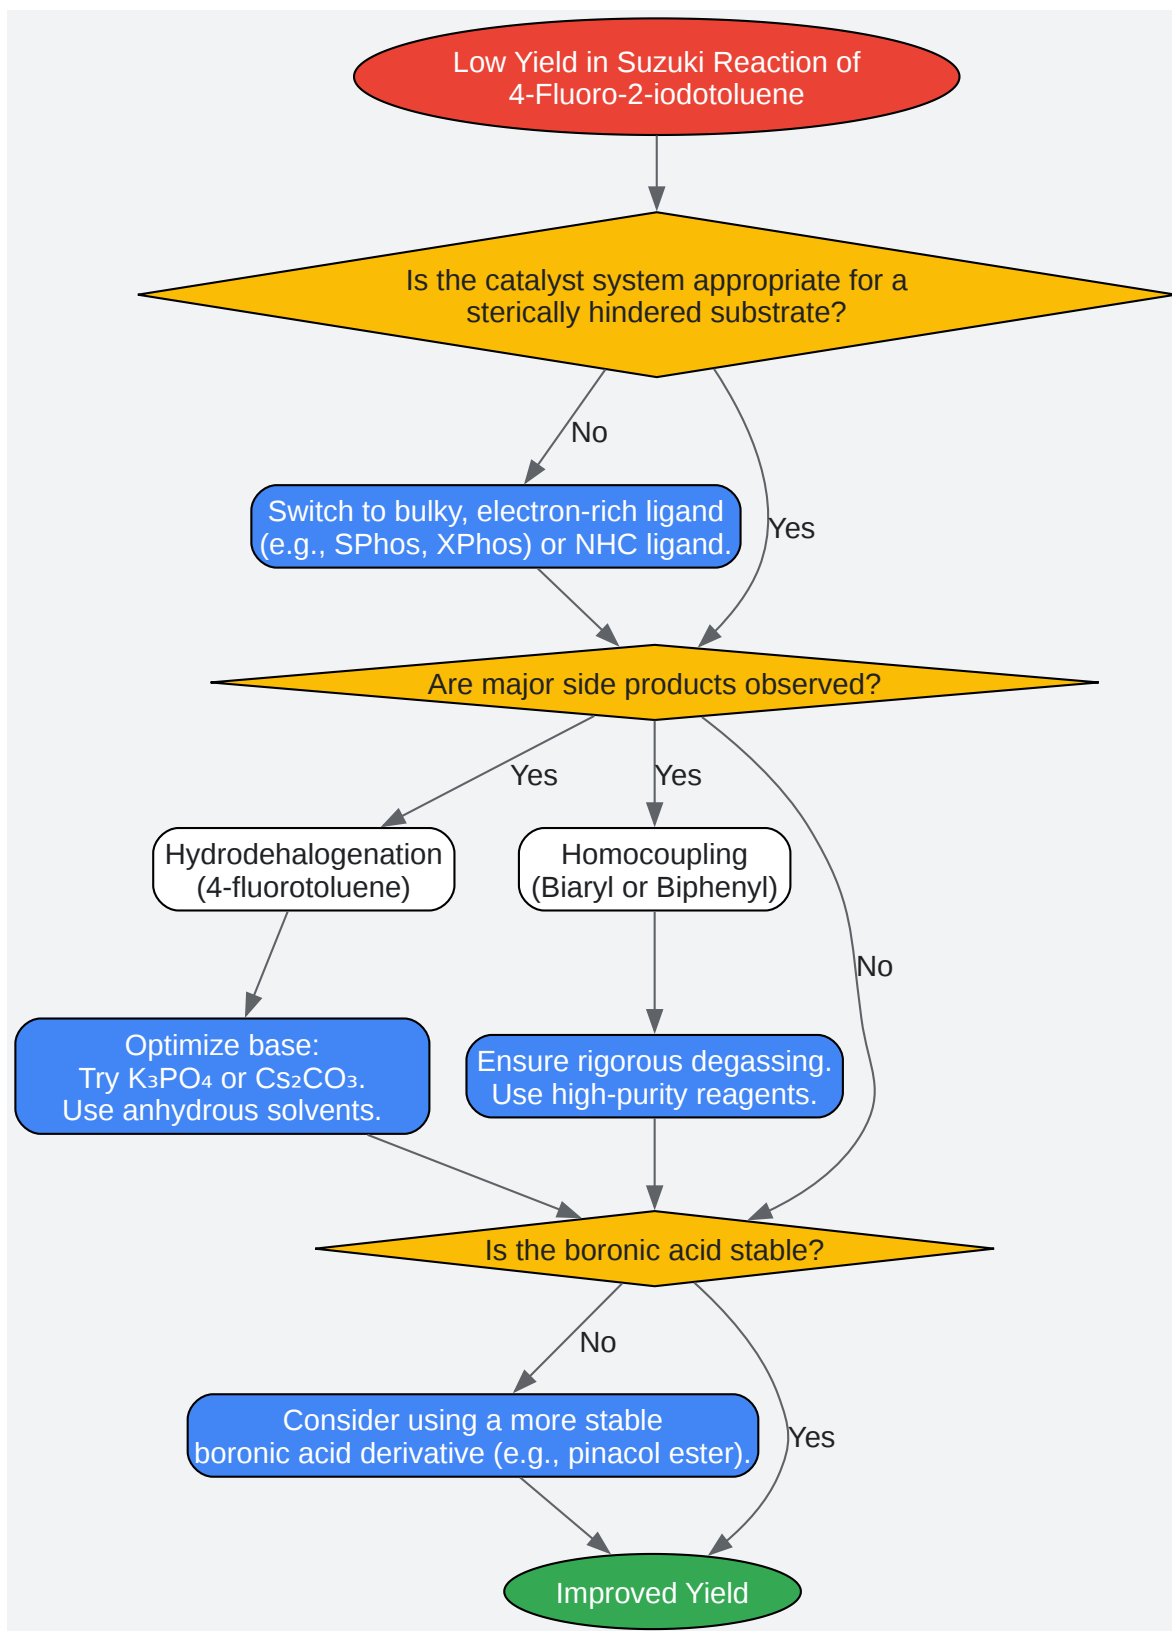 Low Yield in Suzuki Reaction of
4-Fluoro-2-iodotoluene
Is the catalyst system appropriate for a
sterically hindered substrate?
No
Yes
Switch to bulky, electron-rich ligand
(e.g., SPhos, XPhos) or NHC ligand.
Are major side products observed?
Yes
Yes
No
Hydrodehalogenation
(4-fluorotoluene)
Homocoupling
(Biaryl or Biphenyl)
Optimize base:
Try K₃PO₄ or Cs₂CO₃.
Use anhydrous solvents.
Ensure rigorous degassing.
Use high-purity reagents.
Is the boronic acid stable?
No
Yes
Consider using a more stable
boronic acid derivative (e.g., pinacol ester).
Improved Yield